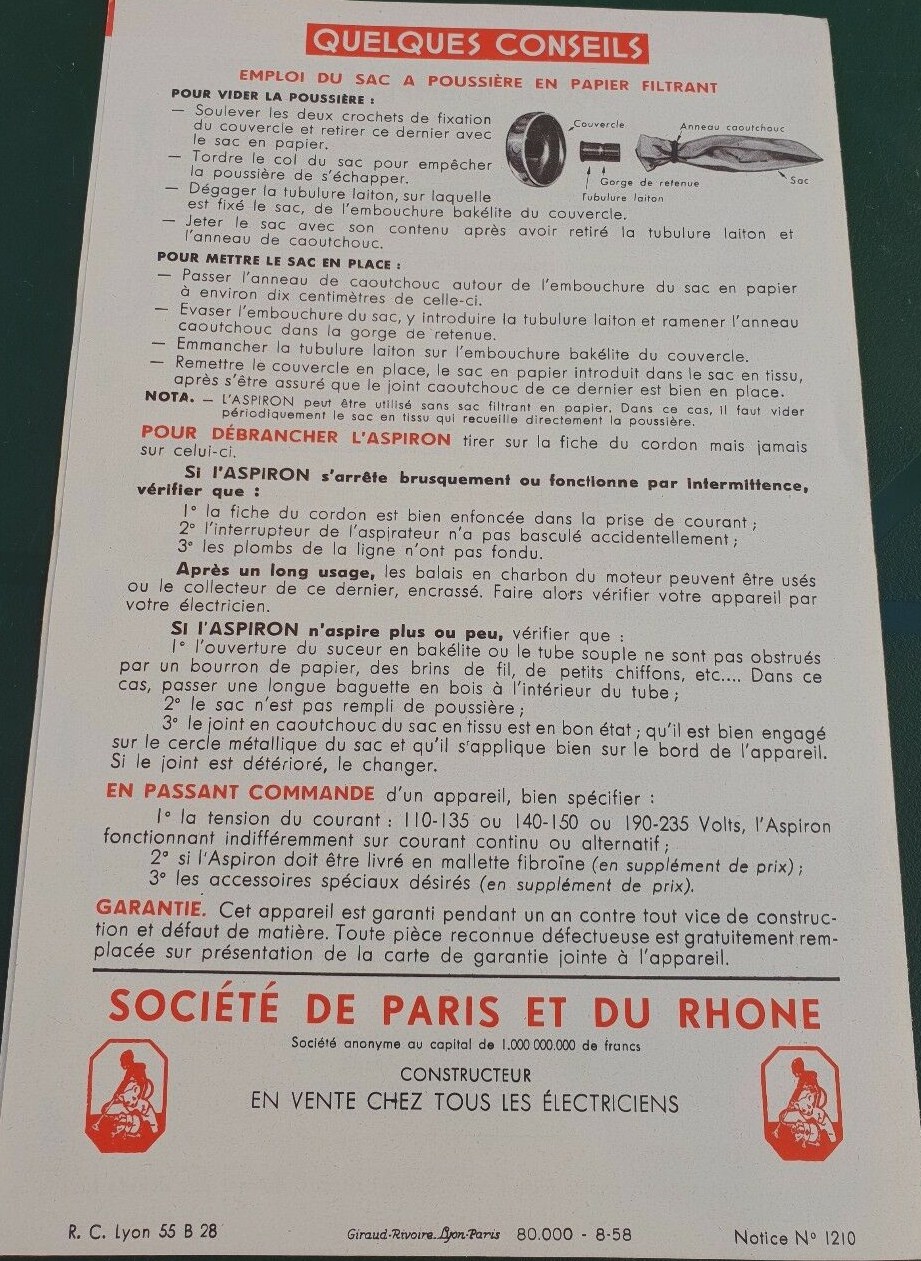 QUELQUES CONSEILS
EMPLOI DU SAC A POUSSIÈRE EN PAPIER FILTRANT
POUR VIDER LA POUSSIÈRE :
— Soulever les deux crochets de fixation
du couvercle et retirer ce dernier avec
le sac en papier.
— Tordre le col du sac pour empêcher
la poussière de s'échapper.
— Dégager la tubulure laiton, sur laquelle
est fixé le sac, de l'embouchure bakélite du couvercle.
— Jeter le sac avec son contenu après avoir retiré la tubulure laiton et
l'anneau de caoutchouc.
Couvercle
Anneau caoutchouc
Gorge de retenue
Sac
Tubulure laiton
POUR METTRE LE SAC EN PLACE :
— Passer l'anneau de caoutchouc autour de l'embouchure du sac en papier
à environ dix centimètres de celle-ci.
— Evaser l'embouchure du sac, y introduire la tubulure laiton et ramener l'anneau
caoutchouc dans la gorge de retenue.
— Emmancher la tubulure laiton sur l'embouchure bakélite du couvercle.
— Remettre le couvercle en place, le sac en papier introduit dans le sac en tissu,
après s'être assuré que le joint caoutchouc de ce dernier est bien en place.
NOTA. — L'ASPIRON peut être utilisé sans sac filtrant en papier. Dans ce cas, il faut vider
périodiquement le sac en tissu qui recueille directement la poussière.
POUR DÉBRANCHER L'ASPIRON tirer sur la fiche du cordon mais jamais
sur celui-ci.
Si l'ASPIRON s'arrête brusquement ou fonctionne par intermittence,
vérifier que :
1° la fiche du cordon est bien enfoncée dans la prise de courant ;
2° l'interrupteur de l'aspirateur n'a pas basculé accidentellement ;
3° les plombs de la ligne n'ont pas fondu.
Après un long usage, les balais en charbon du moteur peuvent être usés
ou le collecteur de ce dernier, encrassé. Faire alors vérifier votre appareil par
votre électricien.
Si l'ASPIRON n'aspire plus ou peu, vérifier que :
1° l'ouverture du suceur en bakélite ou le tube souple ne sont pas obstrués
par un bourron de papier, des brins de fil, de petits chiffons, etc.... Dans ce
cas, passer une longue baguette en bois à l'intérieur du tube ;
2° le sac n'est pas rempli de poussière ;
3° le joint en caoutchouc du sac en tissu est en bon état ; qu'il est bien engagé
sur le cercle métallique du sac et qu'il s'applique bien sur le bord de l'appareil.
Si le joint est détérioré, le changer.
EN PASSANT COMMANDE d'un appareil, bien spécifier :
1° la tension du courant : 110-135 ou 140-150 ou 190-235 Volts, l'Aspiron
fonctionnant indifféremment sur courant continu ou alternatif ;
2° si l'Aspiron doit être livré en mallette fibroïne (en supplément de prix) ;
3° les accessoires spéciaux désirés (en supplément de prix).
GARANTIE. Cet appareil est garanti pendant un an contre tout vice de construc-
tion et défaut de matière. Toute pièce reconnue défectueuse est gratuitement rem-
placée sur présentation de la carte de garantie jointe à l'appareil.
SOCIÉTÉ DE PARIS ET DU RHONE
Société anonyme au capital de 1.000 000.000 de francs
CONSTRUCTEUR
EN VENTE CHEZ TOUS LES ÉLECTRICIENS
R. C. Lyon 55 B 28
Giraud-Rivoire_Lyon-Paris 80.000 - 8-58
Notice N° 1210